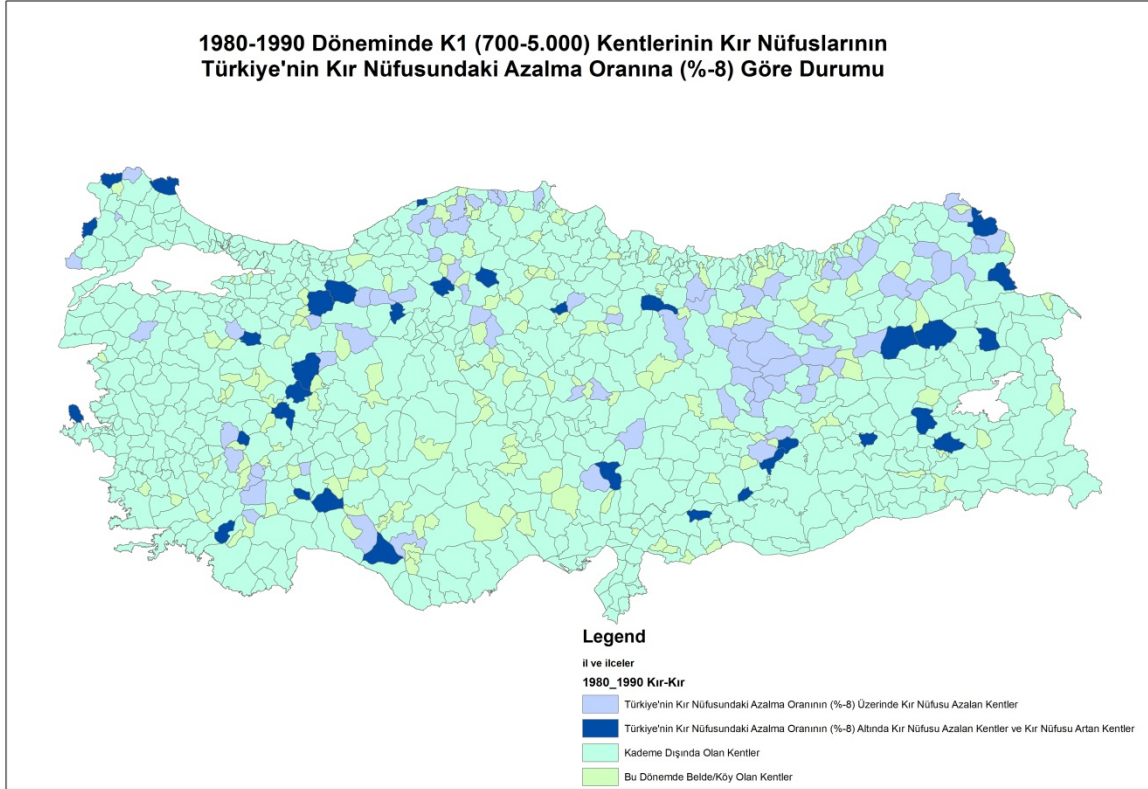 1980-1990 Döneminde K1 (700-5.000) Kentlerinin Kır Nüfuslarının
Türkiye'nin Kır Nüfusundaki Azalma Oranına (%-8) Göre Durumu
Legend
il ve ilceler
1980_1990 Kır-Kır
Türkiye'nin Kır Nüfusundaki Azalma Oranının (%-8) Üzerinde Kır Nüfusu Azalan Kentler
Türkiye'nin Kır Nüfusundaki Azalma Oranının (%-8) Altında Kır Nüfusu Azalan Kentler ve Kır Nüfusu Artan Kentler
Kademe Dışında Olan Kentler
Bu Dönemde Belde/Köy Olan Kentler